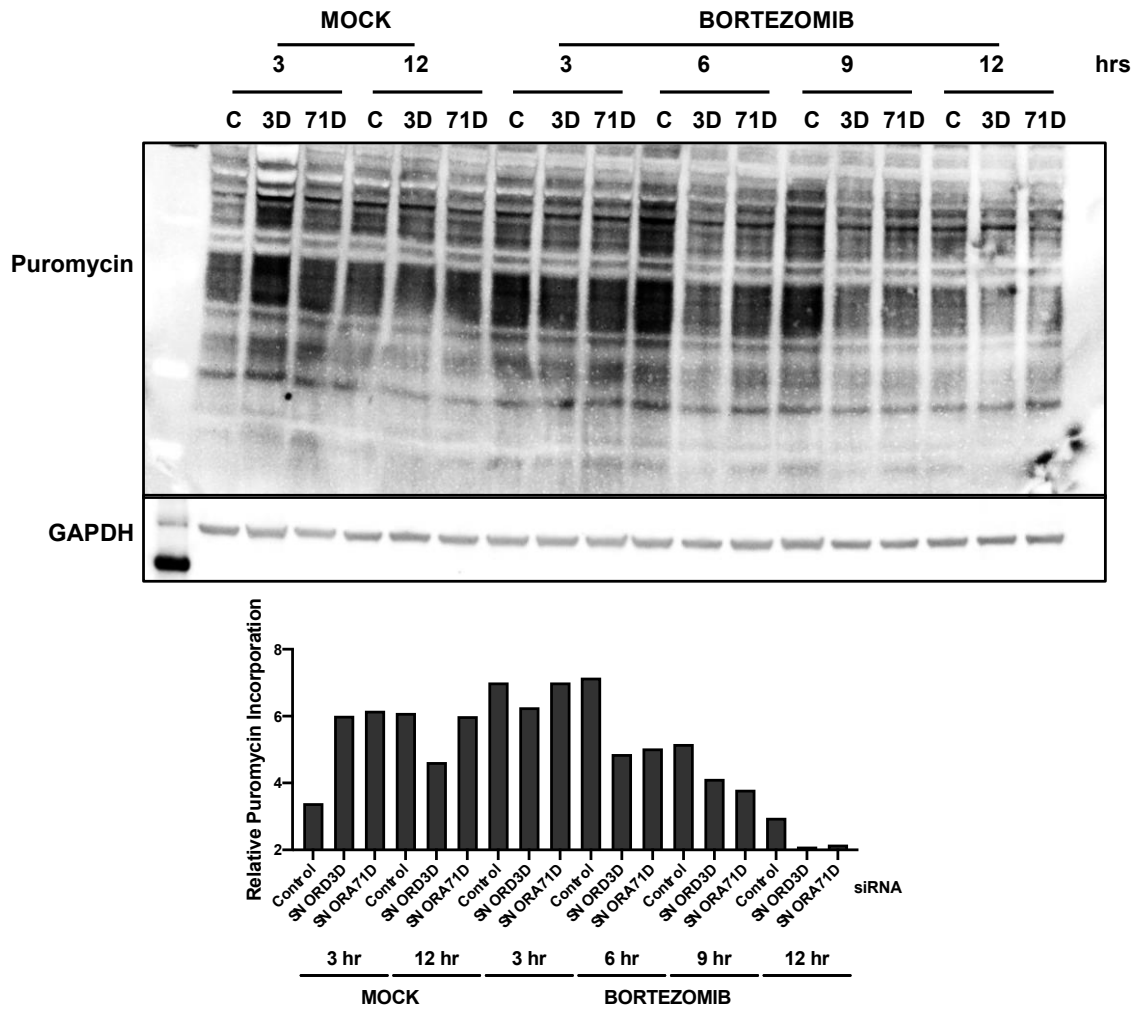 MOCK BORTEZOMIB
3 12 3 6 9 12 hrs
C 3D 71D C 3D 71D C 3D 71D C 3D 71D C 3D 71D C 3D 71D
Puromycin
GAPDH
Relative Puromycin Incorporation
8
6
4
2
Control SNORD3D SNORA71D Control SNORD3D SNORA71D Control SNORD3D SNORA71D Control SNORD3D SNORA71D Control SNORD3D SNORA71D Control SNORD3D SNORA71D siRNA
3 hr 12 hr 3 hr 6 hr 9 hr 12 hr
MOCK BORTEZOMIB